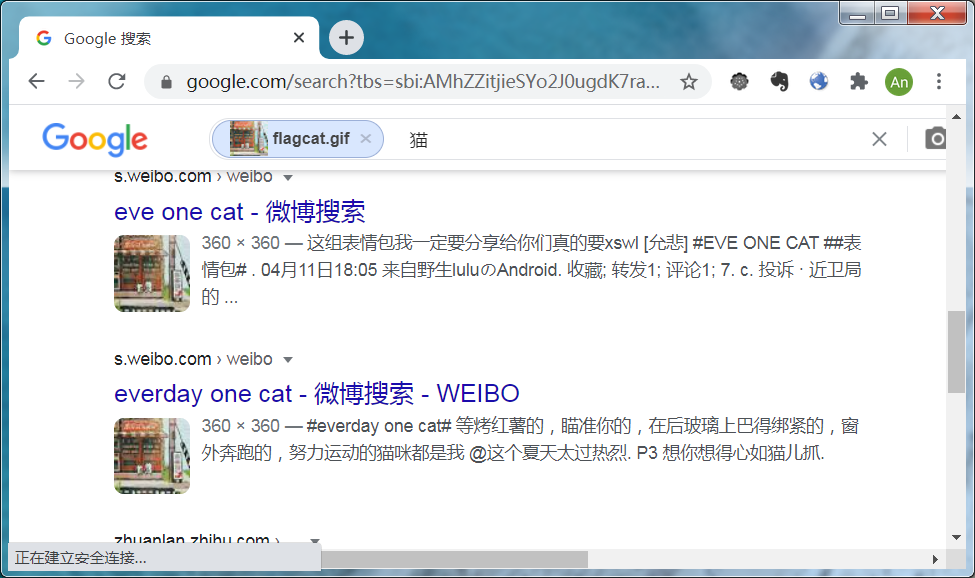 Google 搜索
google.com/search?tbs=sbi:AMhZZitjieSYo2J0ugdK7ra...
An
Google
flagcat.gif
猫
s.weibo.com › weibo
eve one cat - 微博搜索
360 × 360 — 这组表情包我一定要分享给你们真的要xswl [允悲] #EVE ONE CAT ##表
情包# . 04月11日18:05 来自野生luluのAndroid. 收藏; 转发1; 评论1; 7. c. 投诉 · 近卫局
的 ...
s.weibo.com › weibo
everday one cat - 微博搜索 - WEIBO
360 × 360 — #everday one cat# 等烤红薯的，瞄准你的，在后玻璃上巴得绑紧的，窗
外奔跑的，努力运动的猫咪都是我 @这个夏天太过热烈. P3 想你想得心如猫儿抓.
zhuanlan.zhihu.com ›
正在建立安全连接...